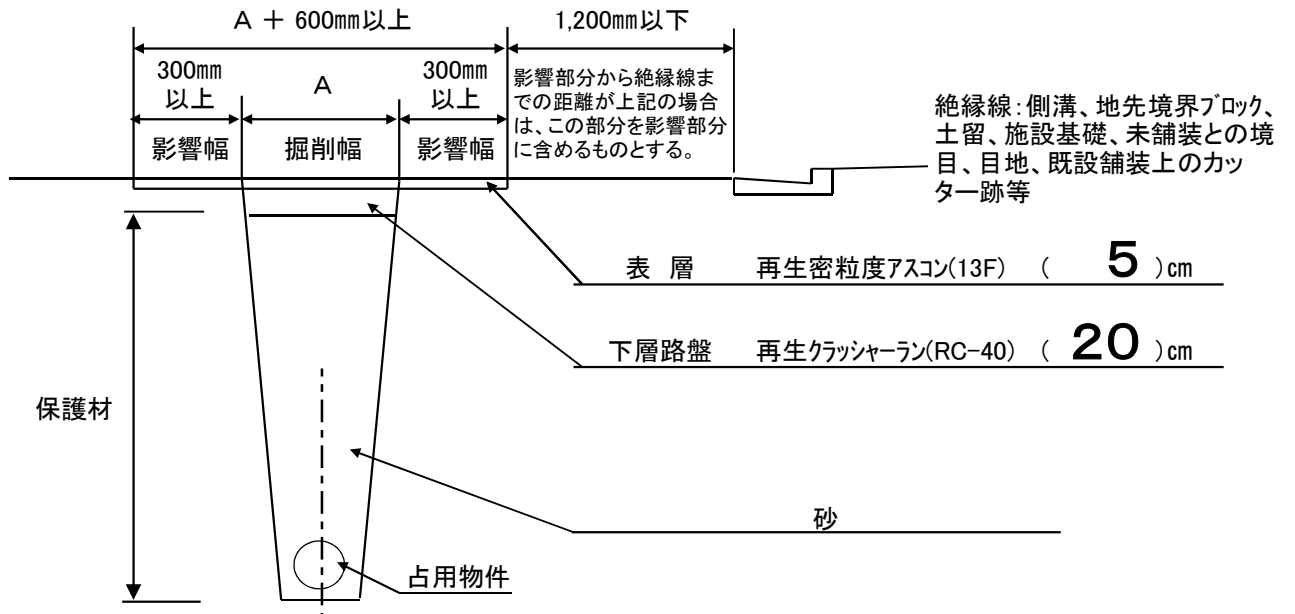 A + 600㎜以上
1,200mm以下
300㎜
以上
A
300㎜
以上
影響幅
掘削幅
影響幅
影響部分から絶縁線ま
での距離が上記の場合
は、この部分を影響部分
に含めるものとする。
絶縁線:側溝、地先境界ブロック、
土留、施設基礎、未舗装との境
目、目地、既設舗装上のカッ
ター跡等
表 層 再生密粒度アスコン(13F) ( 5 )㎝
下層路盤 再生クラッシャーラン(RC-40) ( 20 )㎝
保護材
砂
占用物件